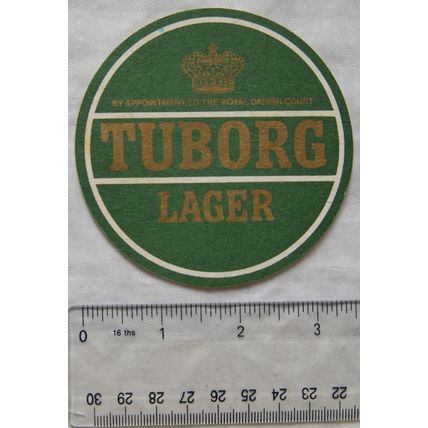 BY APPOINTMENT TO THE ROYAL DANISH COURT
TUBORG
LAGER
0 16 ths 1 2 3
30 29 28 27 26 25 24 23 22